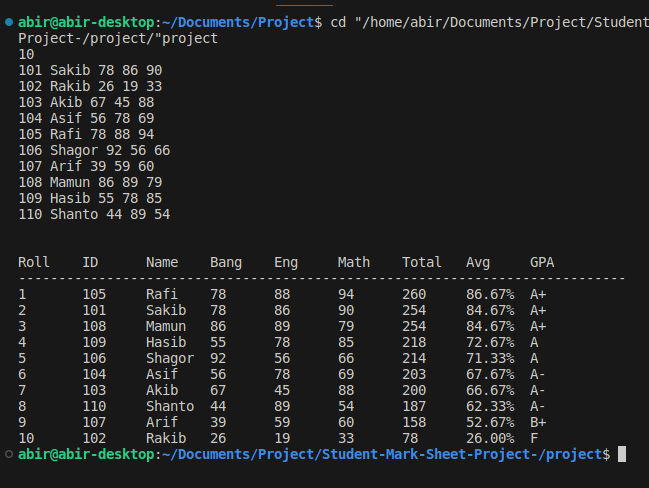 abir@abir-desktop:~/Documents/Project$ cd "/home/abir/Documents/Project/Student
Project-/project/"project
10
101 Sakib 78 86 90
102 Rakib 26 19 33
103 Akib 67 45 88
104 Asif 56 78 69
105 Rafi 78 88 94
106 Shagor 92 56 66
107 Arif 39 59 60
108 Mamun 86 89 79
109 Hasib 55 78 85
110 Shanto 44 89 54
Roll ID Name Bang Eng Math Total Avg GPA
----------------------------------------------------------------------------
1 105 Rafi 78 88 94 260 86.67% A+
2 101 Sakib 78 86 90 254 84.67% A+
3 108 Mamun 86 89 79 254 84.67% A+
4 109 Hasib 55 78 85 218 72.67% A
5 106 Shagor 92 56 66 214 71.33% A
6 104 Asif 56 78 69 203 67.67% A-
7 103 Akib 67 45 88 200 66.67% A-
8 110 Shanto 44 89 54 187 62.33% A-
9 107 Arif 39 59 60 158 52.67% B+
10 102 Rakib 26 19 33 78 26.00% F
abir@abir-desktop:~/Documents/Project/Student-Mark-Sheet-Project-/project$